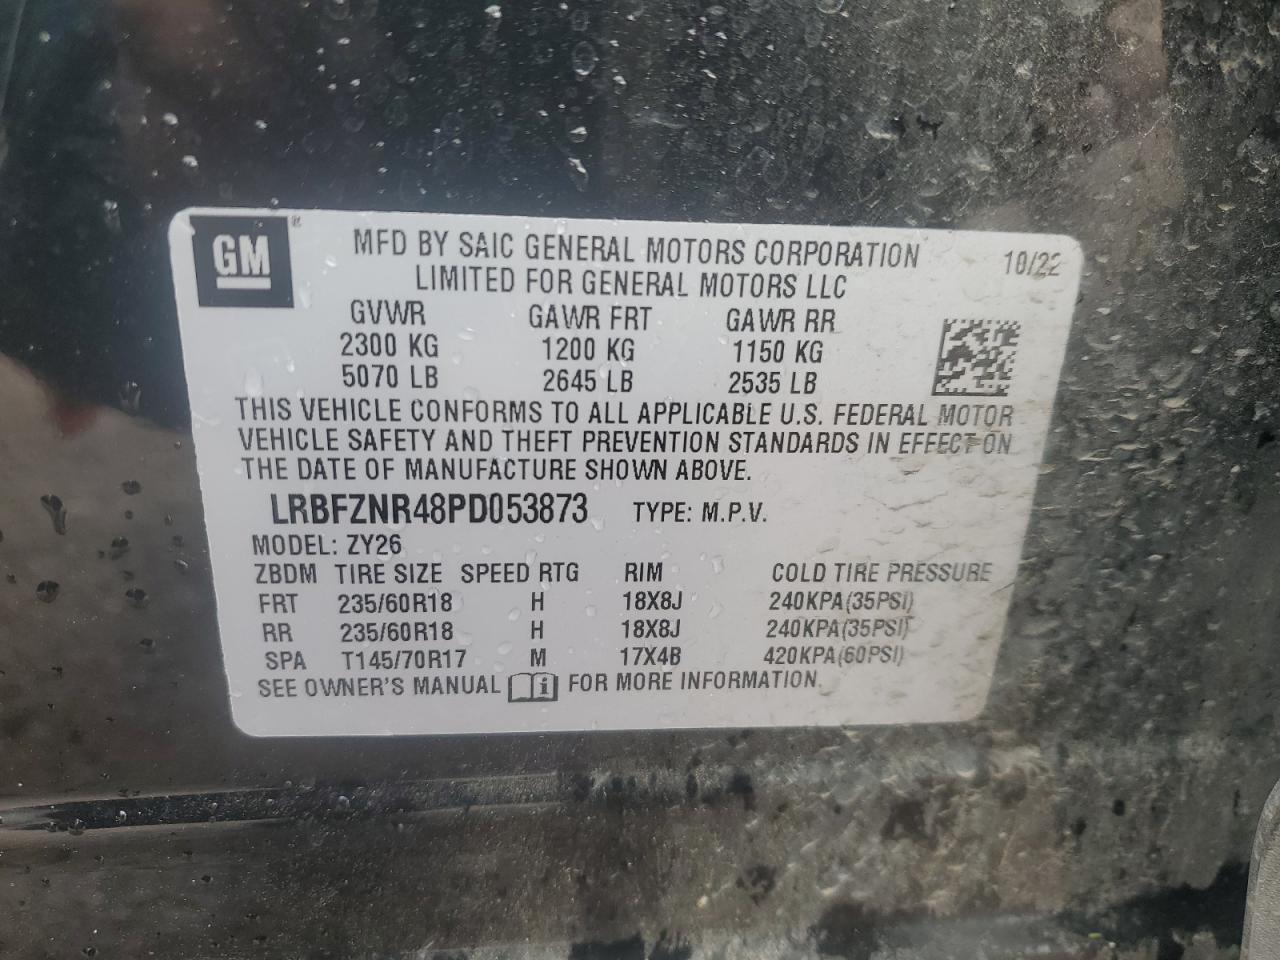 GM ®
MFD BY SAIC GENERAL MOTORS CORPORATION 10/22
LIMITED FOR GENERAL MOTORS LLC
GVWR GAWR FRT GAWR RR
2300 KG 1200 KG 1150 KG
5070 LB 2645 LB 2535 LB
THIS VEHICLE CONFORMS TO ALL APPLICABLE U.S. FEDERAL MOTOR
VEHICLE SAFETY AND THEFT PREVENTION STANDARDS IN EFFECT ON
THE DATE OF MANUFACTURE SHOWN ABOVE.
LRBFZNR48PD053873 TYPE: M.P.V.
MODEL: ZY26
ZBDM TIRE SIZE SPEED RTG RIM COLD TIRE PRESSURE
FRT 235/60R18 H 18X8J 240KPA(35PSI)
RR 235/60R18 H 18X8J 240KPA(35PSI)
SPA T145/70R17 M 17X4B 420KPA(60PSI)
SEE OWNER'S MANUAL i FOR MORE INFORMATION.